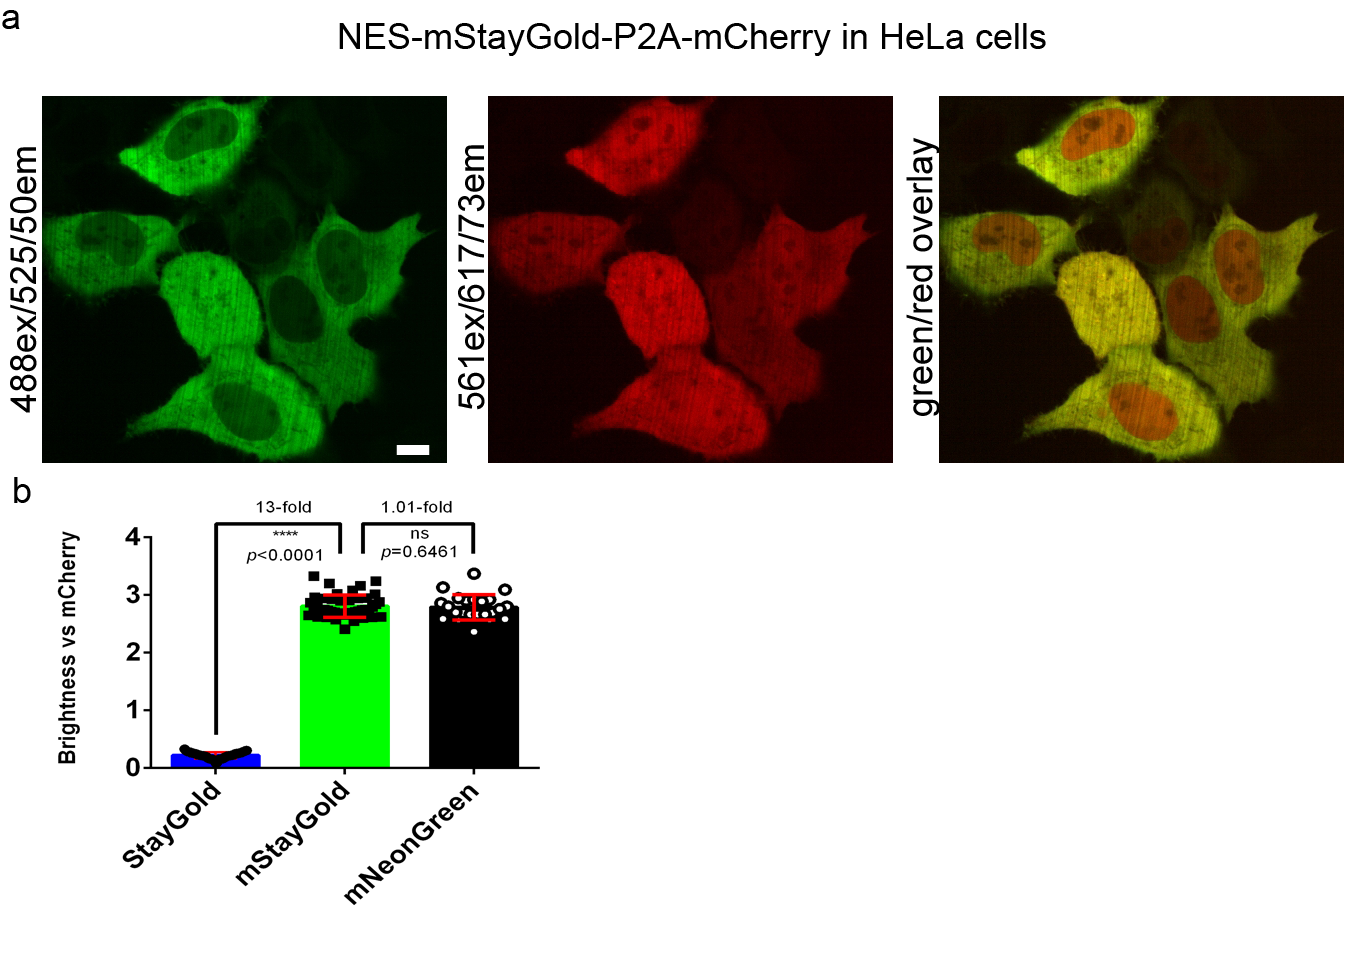 a
NES-mStayGold-P2A-mCherry in HeLa cells
488ex/525/50em
561ex/617/73em
green/red overlay
b
13-fold
1.01-fold
****
ns
p<0.0001
p=0.6461
Brightness vs mCherry
4
3
2
1
0
StayGold
mStayGold
mNeonGreen